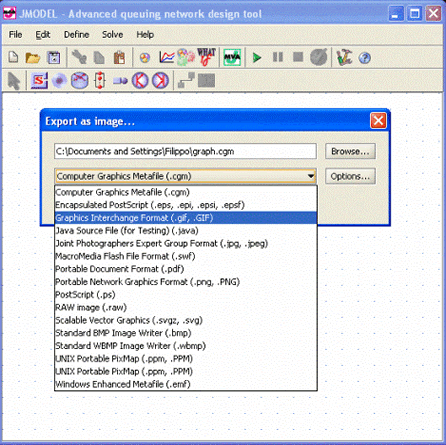 JMODEL - Advanced queuing network design tool
File Edit Define Solve Help
WHAT IF
MVA
?
S
Export as image...
C:\Documents and Settings\Filippo\graph.cgm Browse...
Computer Graphics Metafile (.cgm) Options...
Computer Graphics Metafile (.cgm)
Encapsulated PostScript (.eps, .epi, .epsi, .epsf)
Graphics Interchange Format (.gif, .GIF)
Java Source File (for Testing) (.java)
Joint Photographers Expert Group Format (.jpg, .jpeg)
MacroMedia Flash File Format (.swf)
Portable Document Format (.pdf)
Portable Network Graphics Format (.png, .PNG)
PostScript (.ps)
RAW image (.raw)
Scalable Vector Graphics (.svgz, .svg)
Standard BMP Image Writer (.bmp)
Standard WBMP Image Writer (.wbmp)
UNIX Portable PixMap (.ppm, .PPM)
UNIX Portable PixMap (.ppm, .PPM)
Windows Enhanced Metafile (.emf)